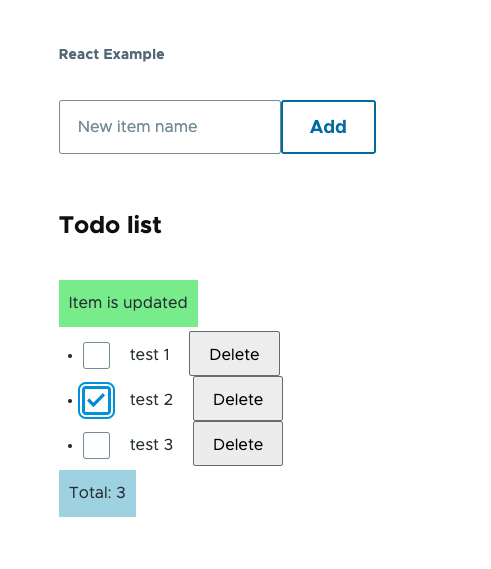 React Example
New item name
Add
Todo list
Item is updated
test 1 Delete
test 2 Delete
test 3 Delete
Total: 3